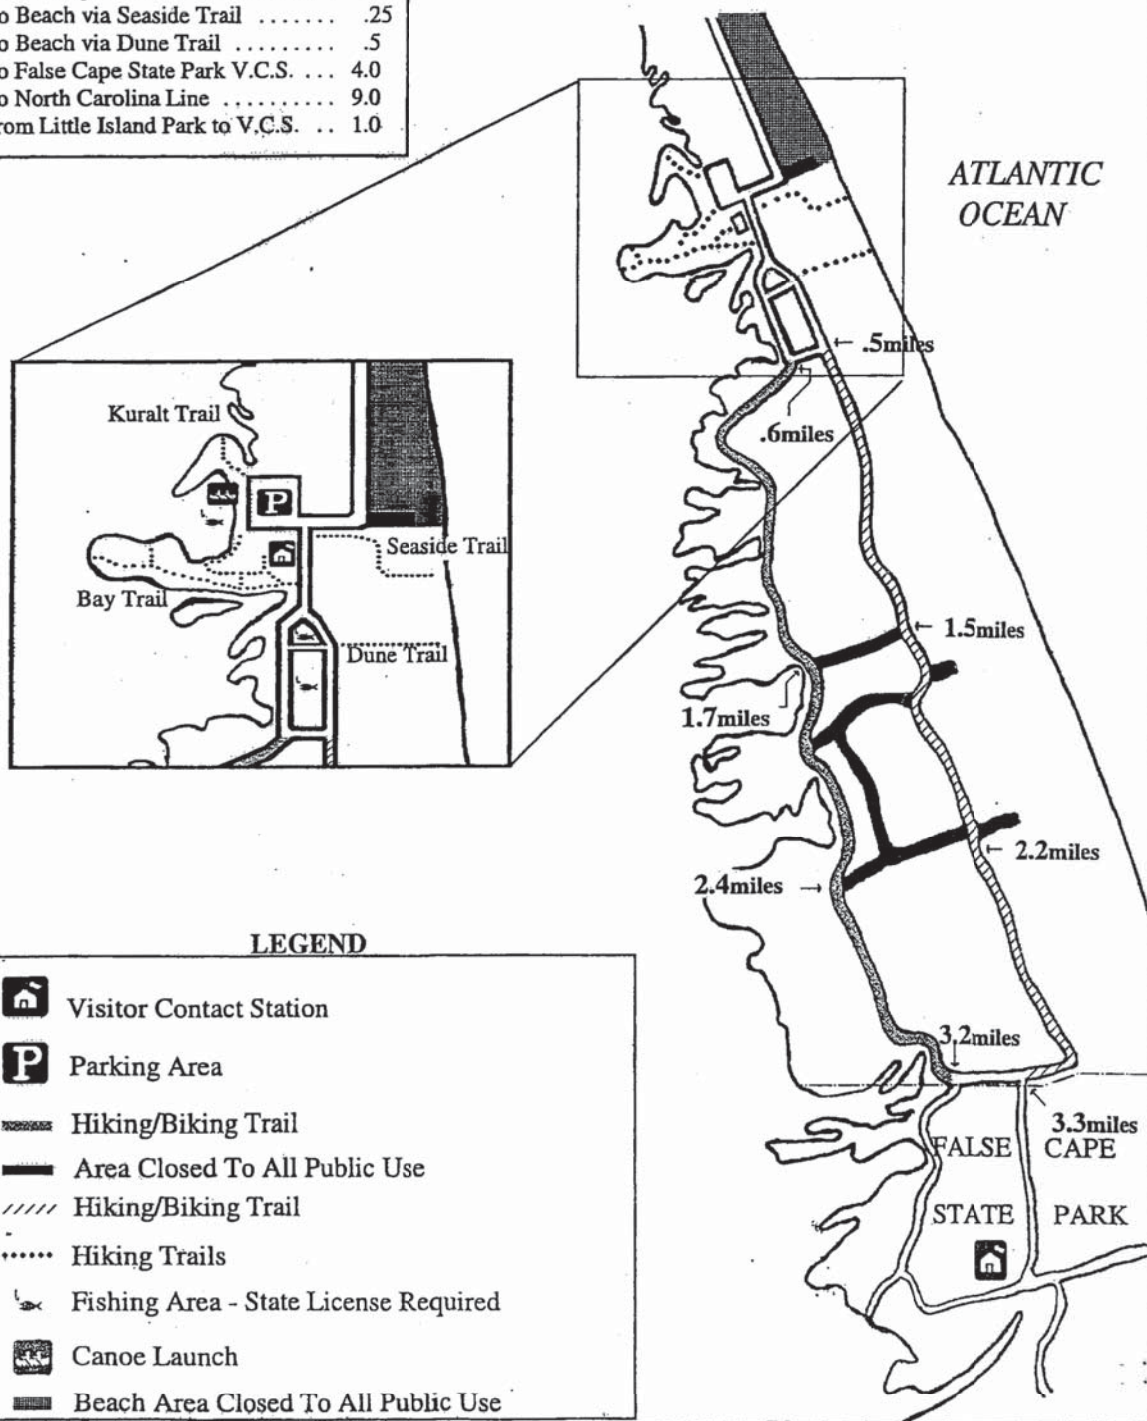 o Beach via Seaside Trail ....... .25
o Beach via Dune Trail ......... .5
o False Cape State Park V.C.S. ... 4.0
o North Carolina Line .......... 9.0
rom Little Island Park to V.C.S. .. 1.0
ATLANTIC
OCEAN
.5miles
.6miles
Kuralt Trail
P
Seaside Trail
Bay Trail
Dune Trail
1.5miles
1.7miles
2.2miles
2.4miles
3.2miles
3.3miles
FALSE CAPE
STATE PARK
LEGEND
Visitor Contact Station
P Parking Area
Hiking/Biking Trail
Area Closed To All Public Use
Hiking/Biking Trail
Hiking Trails
Fishing Area - State License Required
Canoe Launch
Beach Area Closed To All Public Use